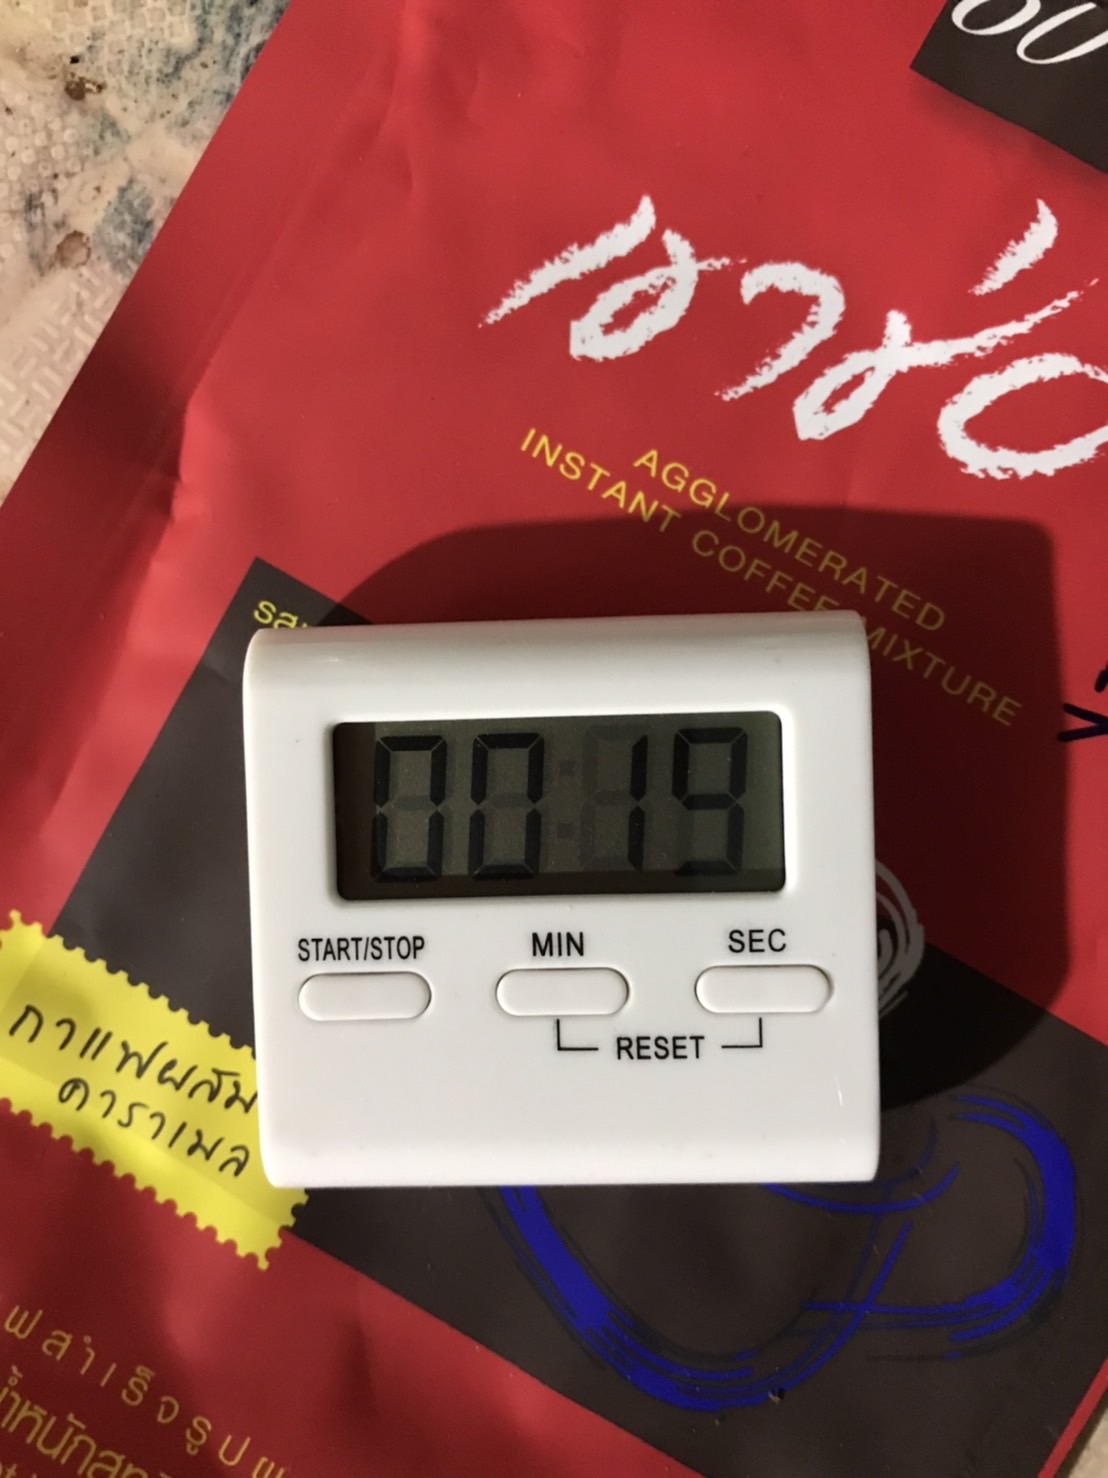 เขาช่อง
AGGLOMERATED
INSTANT COFFEE MIXTURE
00:19
START/STOP
MIN
SEC
RESET
กาแฟผสม
คาราเมล